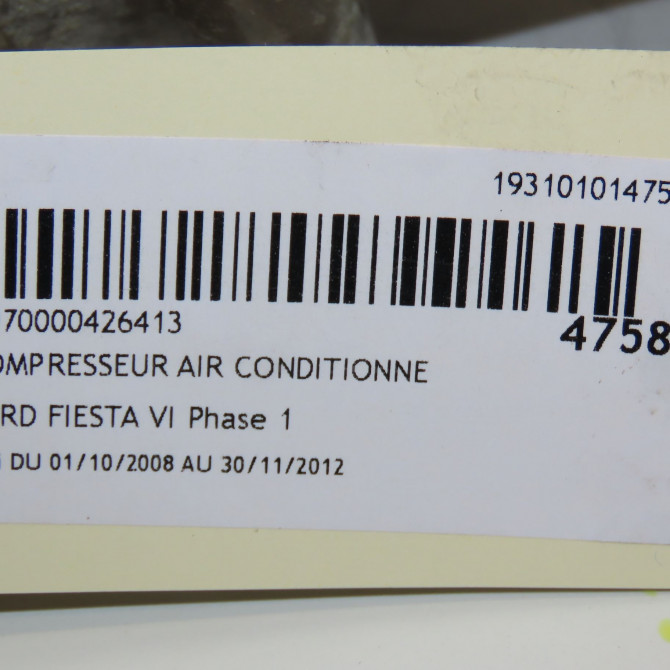 19310101475
70000426413
4758
OMPRESSEUR AIR CONDITIONNE
RD FIESTA VI Phase 1
DU 01/10/2008 AU 30/11/2012